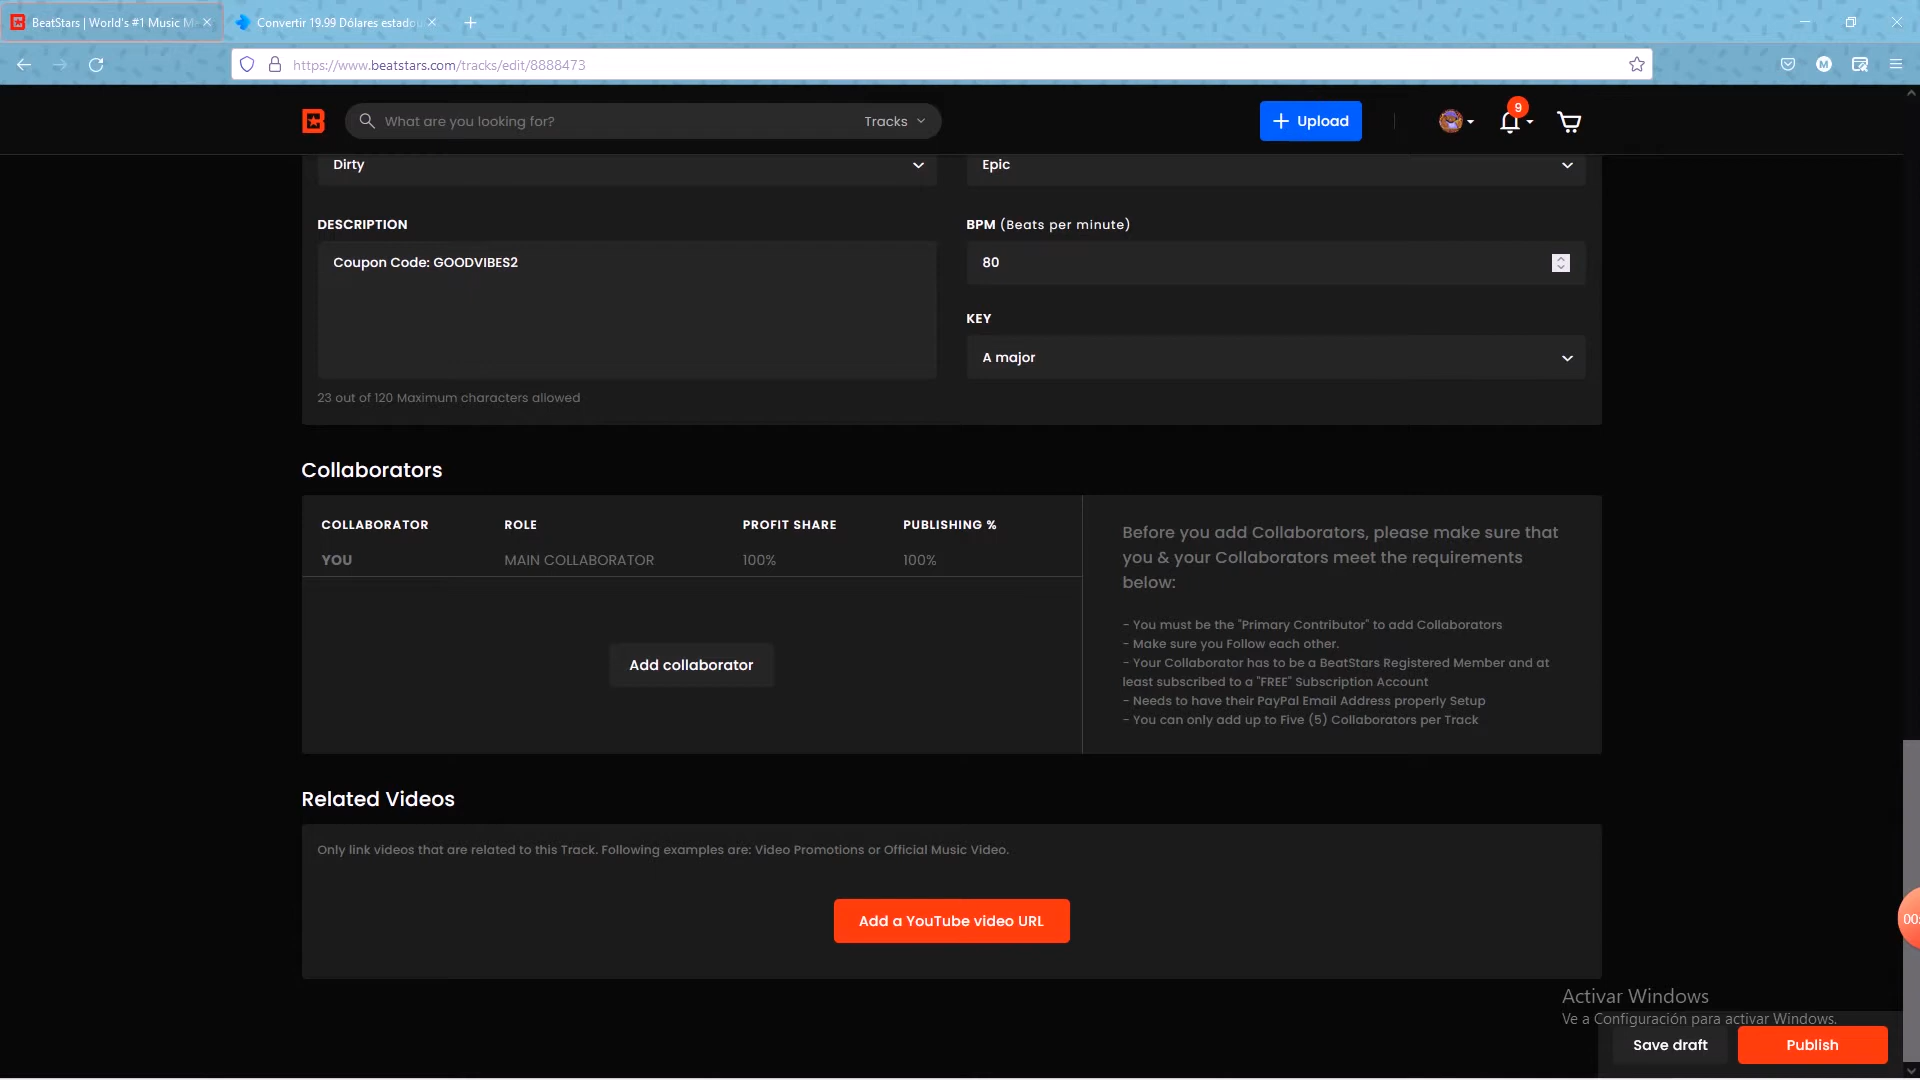 BeatStars | World's #1 Music M
Convertir 19.99 Dólares estadou
https://www.beatstars.com/tracks/edit/8888473
What are you looking for?
Tracks
Upload
9
Dirty
Epic
DESCRIPTION
BPM (Beats per minute)
Coupon Code: GOODVIBES2
80
KEY
A major
23 out of 120 Maximum characters allowed
Collaborators
COLLABORATOR ROLE PROFIT SHARE PUBLISHING %
YOU MAIN COLLABORATOR 100% 100%
Add collaborator
Before you add Collaborators, please make sure that
you & your Collaborators meet the requirements
below:
- You must be the "Primary Contributor" to add Collaborators
- Make sure you Follow each other.
- Your Collaborator has to be a BeatStars Registered Member and at
least subscribed to a "FREE" Subscription Account
- Needs to have their PayPal Email Address properly Setup
- You can only add up to Five (5) Collaborators per Track
Related Videos
Only link videos that are related to this Track. Following examples are: Video Promotions or Official Music Video.
Add a YouTube video URL
00:
Activar Windows
Ve a Configuración para activar Windows.
Save draft
Publish